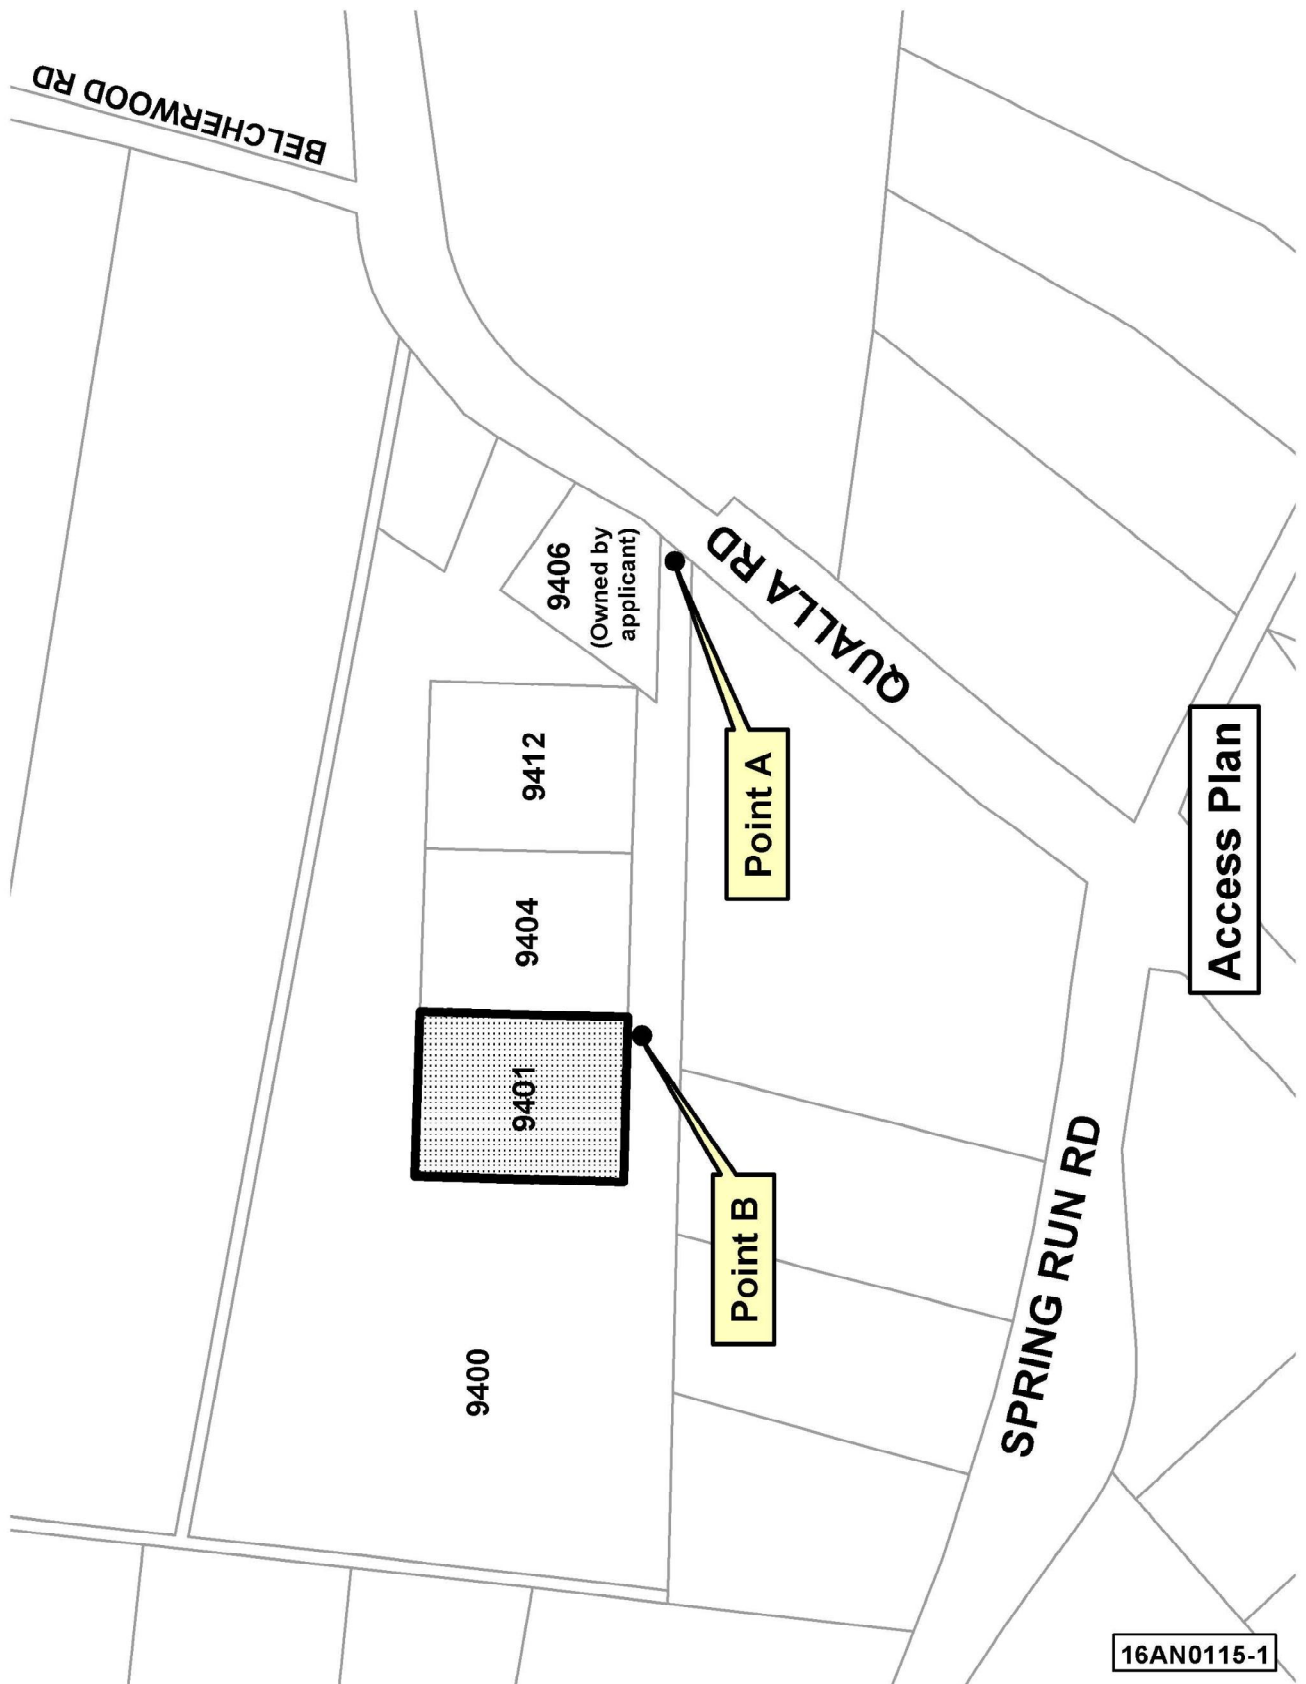 BELCHERWOOD RD
9406
(Owned by
applicant)
QUALLA RD
9412
9404
9401
9400
Point A
Point B
SPRING RUN RD
Access Plan
16AN0115-1